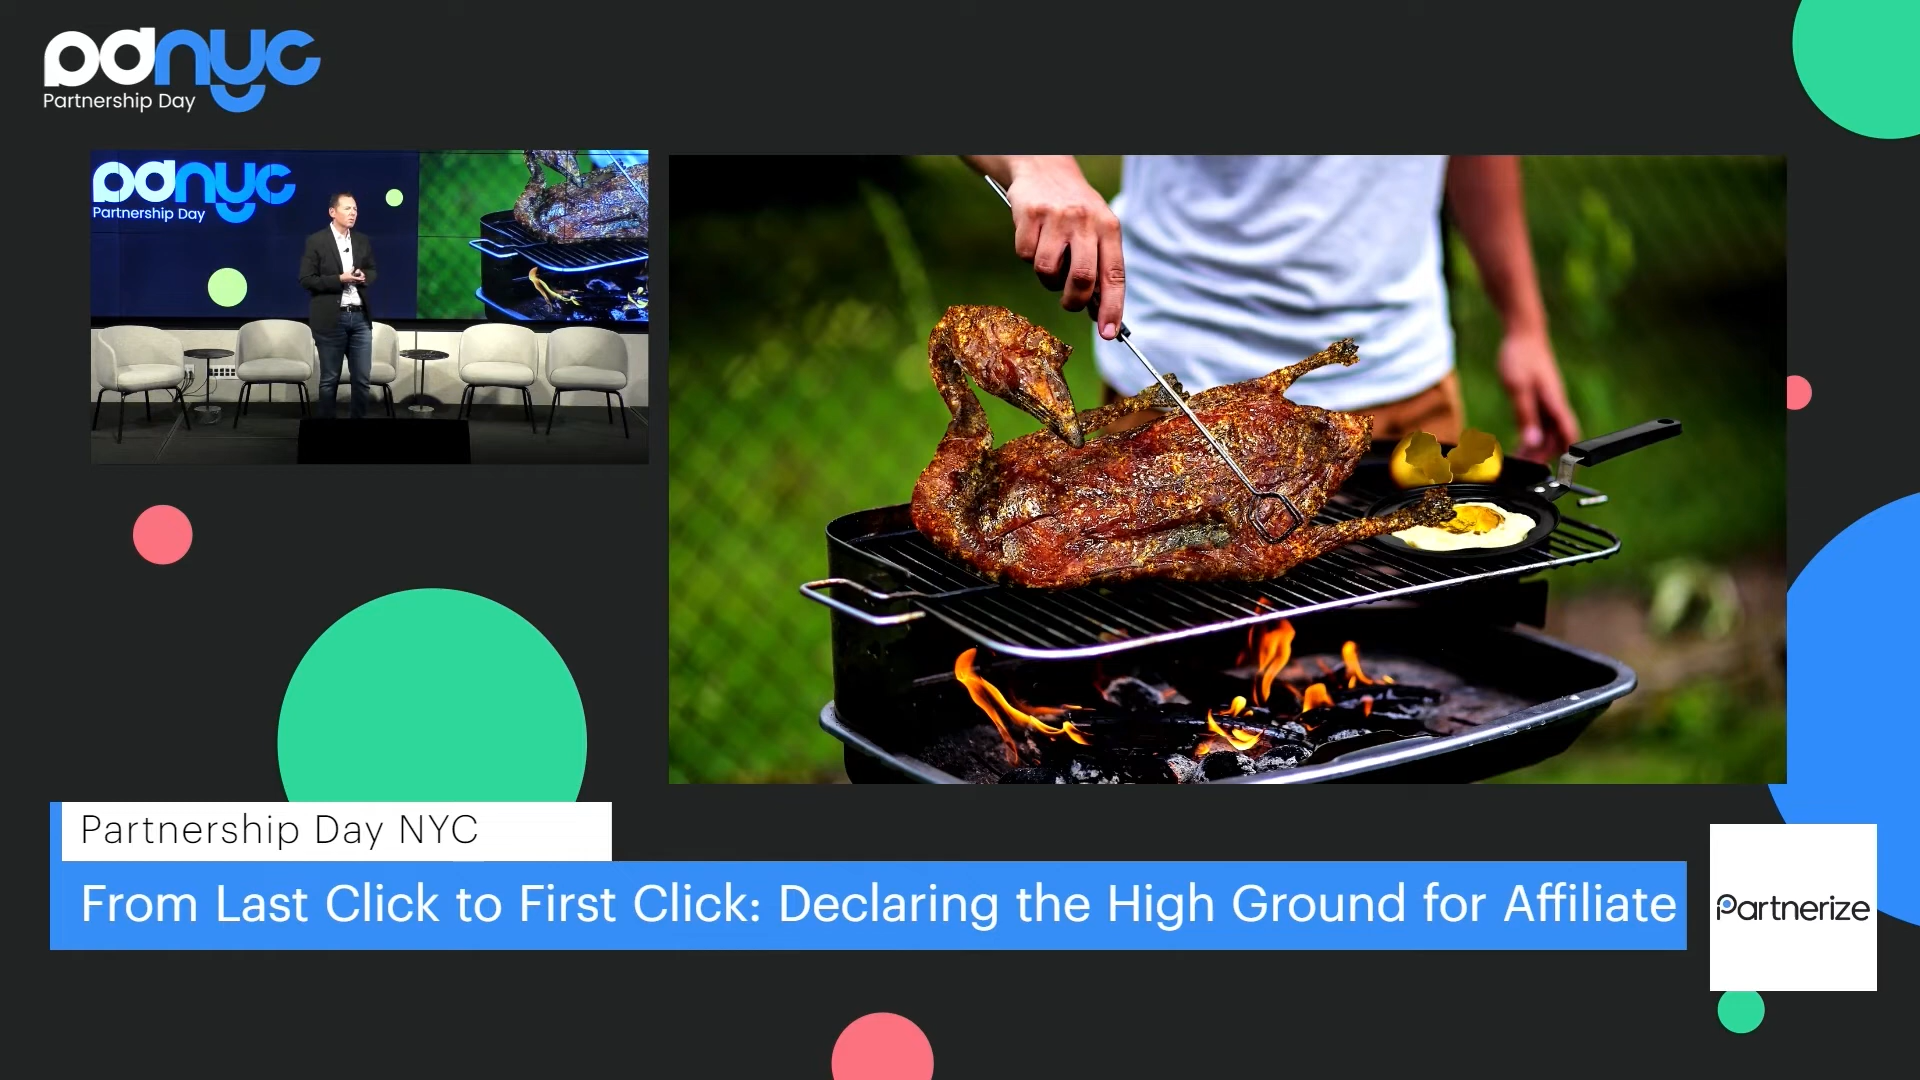 pdnyc
Partnership Day
pdnyc
Partnership Day
Partnership Day NYC
From Last Click to First Click: Declaring the High Ground for Affiliate
Partnerize